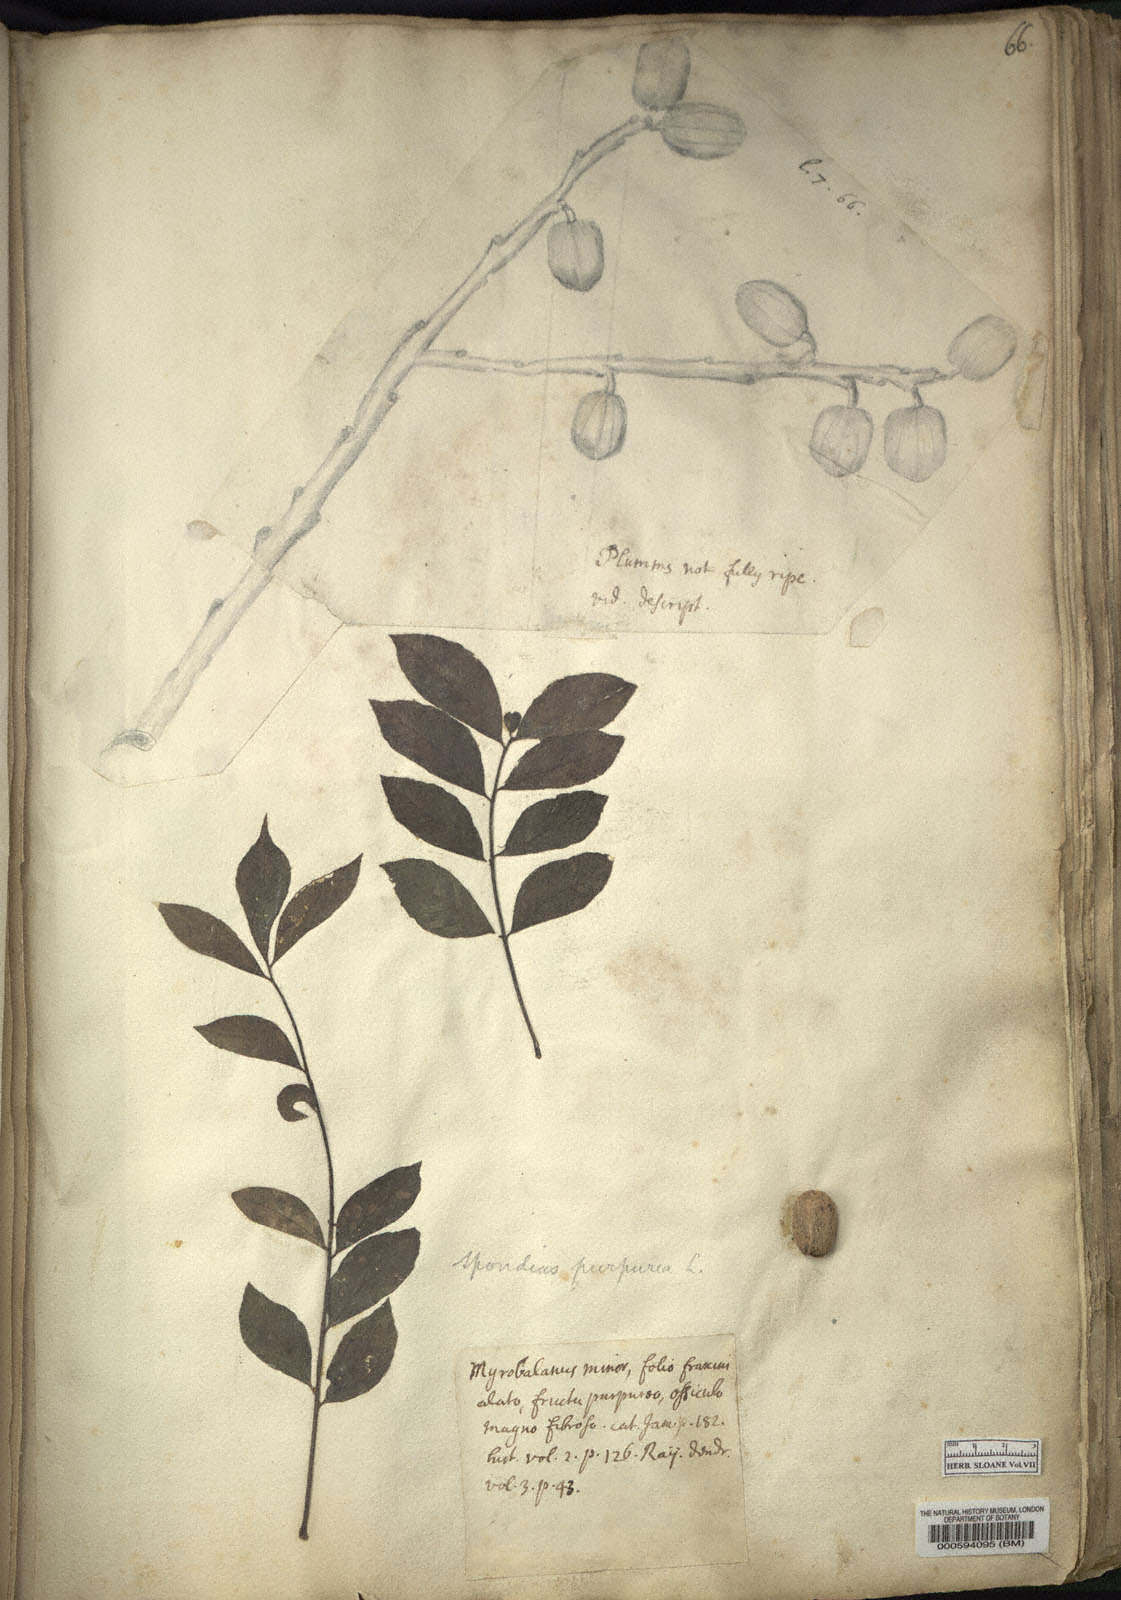 66.
l. 7. 66.
Plumms not fully ripe.
vid. descript.
Spondias purpurea L.
Myrobalanus minor, folio fraxini
alato, fructu purpureo, officulo
magno fibroso. cat. Jam. p. 182.
hist. vol. 2. p. 126. Raij. dendr.
vol. 3. p. 43.
HERB. SLOANE Vol. VII
THE NATURAL HISTORY MUSEUM, LONDON
DEPARTMENT OF BOTANY
000594095 (BM)